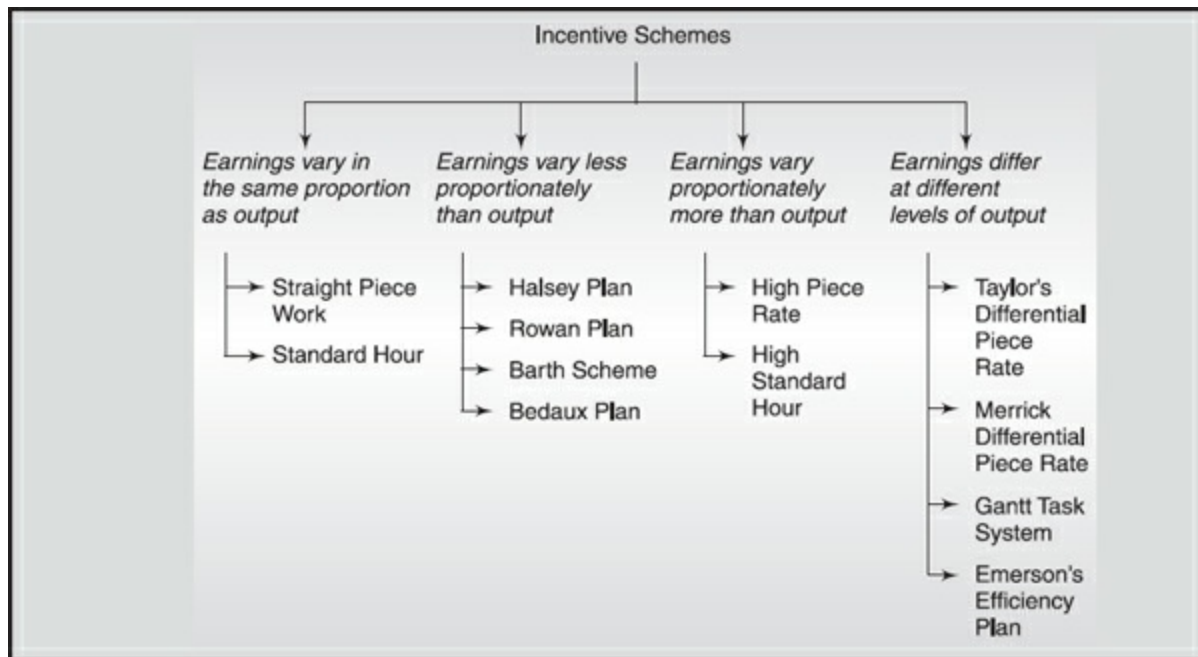 Incentive Schemes
Earnings vary in
the same proportion
as output
Straight Piece
Work
Standard Hour
Earnings vary less
proportionately
than output
Halsey Plan
Rowan Plan
Barth Scheme
Bedaux Plan
Earnings vary
proportionately
more than output
High Piece
Rate
High
Standard
Hour
Earnings differ
at different
levels of output
Taylor's
Differential
Piece
Rate
Merrick
Differential
Piece Rate
Gantt Task
System
Emerson's
Efficiency
Plan